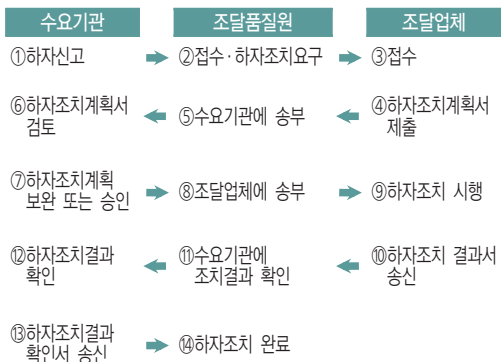 수요기관 조달품질원 조달업체
①하자신고 ②접수·하자조치요구 ③접수
⑥하자조치계획서
검토
⑤수요기관에 송부
④하자조치계획서
제출
⑦하자조치계획
보완 또는 승인
⑧조달업체에 송부
⑨하자조치 시행
⑫하자조치결과
확인
⑪수요기관에
조치결과 확인
⑩하자조치 결과서
송신
⑬하자조치결과
확인서 송신
⑭하자조치 완료